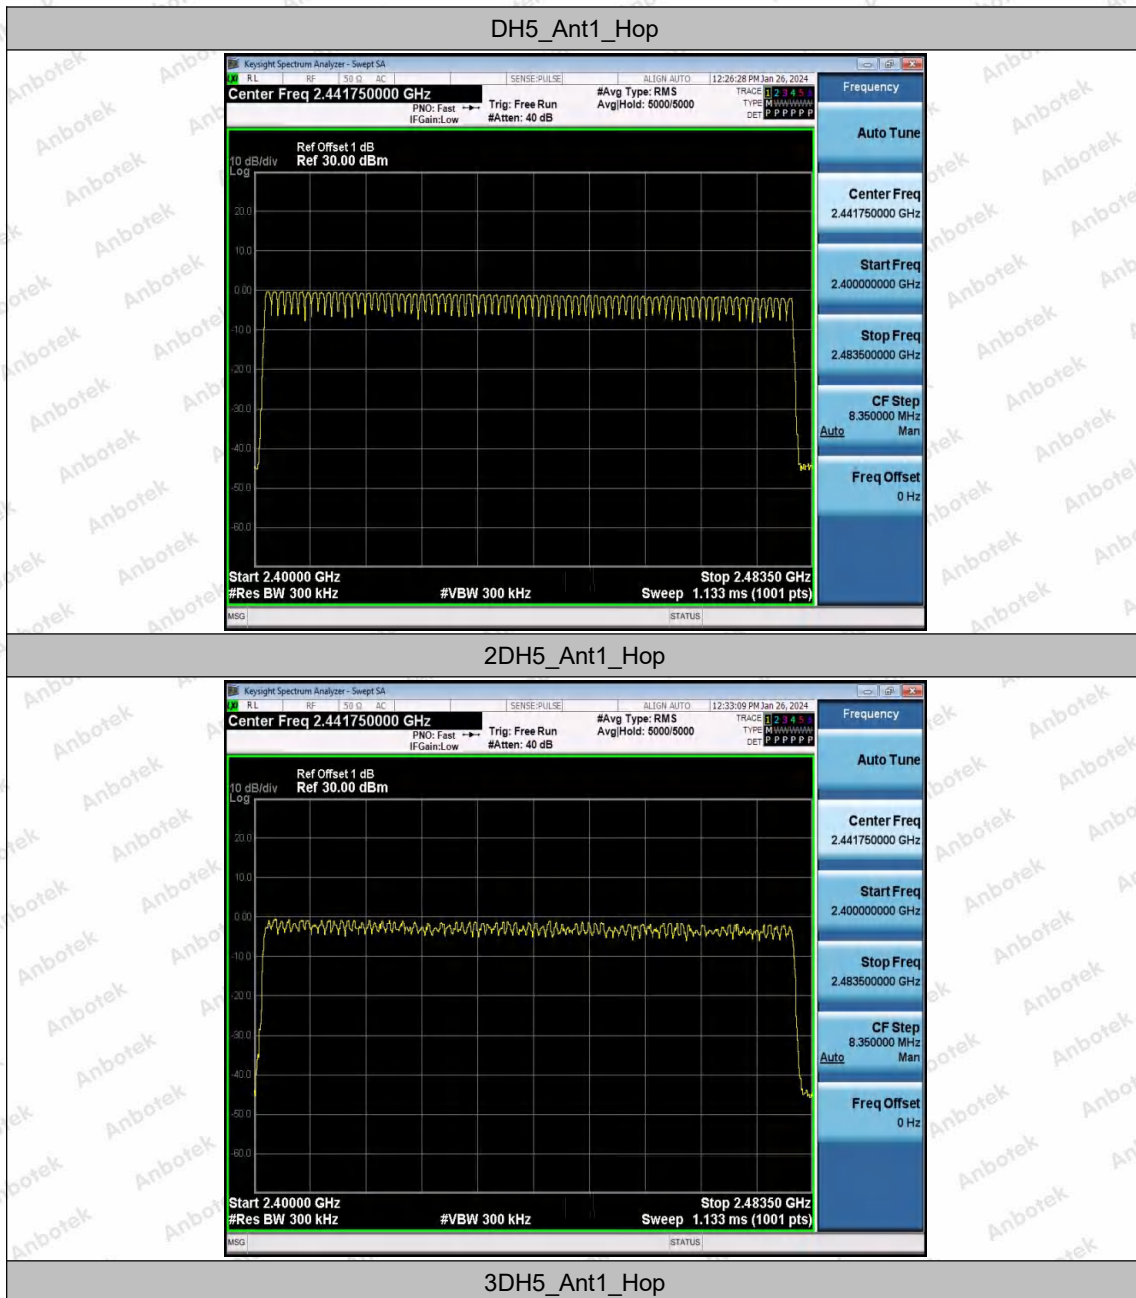 DH5_Ant1_Hop
Keysight Spectrum Analyzer - Swept SA
RL RF 50 Ω AC SENSE:PULSE ALIGN AUTO 12:26:28 PM Jan 26, 2024
Center Freq 2.441750000 GHz
PNO: Fast
IFGain:Low
Trig: Free Run
#Atten: 40 dB
#Avg Type: RMS
Avg|Hold: 5000/5000
TRACE 1 2 3 4 5 6
TYPE M W W W W W
DET P P P P P P
Ref Offset 1 dB
10 dB/div Ref 30.00 dBm
Log
20.0
10.0
0.00
-10.0
-20.0
-30.0
-40.0
-50.0
-60.0
Start 2.40000 GHz Stop 2.48350 GHz
#Res BW 300 kHz #VBW 300 kHz Sweep 1.133 ms (1001 pts)
MSG STATUS
Frequency
Auto Tune
Center Freq
2.441750000 GHz
Start Freq
2.400000000 GHz
Stop Freq
2.483500000 GHz
CF Step
8.350000 MHz
Auto Man
Freq Offset
0 Hz
2DH5_Ant1_Hop
Keysight Spectrum Analyzer - Swept SA
RL RF 50 Ω AC SENSE:PULSE ALIGN AUTO 12:33:09 PM Jan 26, 2024
Center Freq 2.441750000 GHz
PNO: Fast
IFGain:Low
Trig: Free Run
#Atten: 40 dB
#Avg Type: RMS
Avg|Hold: 5000/5000
TRACE 1 2 3 4 5 6
TYPE M W W W W W
DET P P P P P P
Ref Offset 1 dB
10 dB/div Ref 30.00 dBm
Log
20.0
10.0
0.00
-10.0
-20.0
-30.0
-40.0
-50.0
-60.0
Start 2.40000 GHz Stop 2.48350 GHz
#Res BW 300 kHz #VBW 300 kHz Sweep 1.133 ms (1001 pts)
MSG STATUS
Frequency
Auto Tune
Center Freq
2.441750000 GHz
Start Freq
2.400000000 GHz
Stop Freq
2.483500000 GHz
CF Step
8.350000 MHz
Auto Man
Freq Offset
0 Hz
3DH5_Ant1_Hop
Anbotek